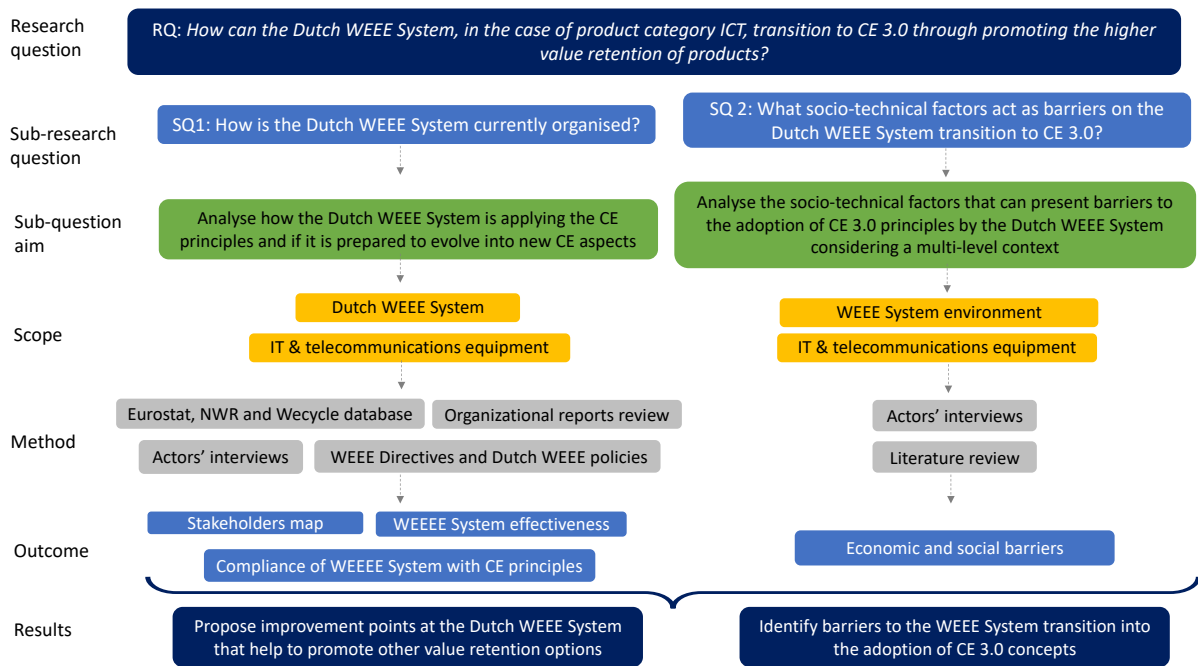 Research
question
RQ: How can the Dutch WEEE System, in the case of product category ICT, transition to CE 3.0 through promoting the higher
value retention of products?
Sub-research
question
SQ1: How is the Dutch WEEE System currently organised?
SQ 2: What socio-technical factors act as barriers on the
Dutch WEEE System transition to CE 3.0?
Sub-question
aim
Analyse how the Dutch WEEE System is applying the CE
principles and if it is prepared to evolve into new CE aspects
Analyse the socio-technical factors that can present barriers to
the adoption of CE 3.0 principles by the Dutch WEEE System
considering a multi-level context
Scope
Dutch WEEE System
IT & telecommunications equipment
WEEE System environment
IT & telecommunications equipment
Method
Eurostat, NWR and Wecycle database
Organizational reports review
Actors’ interviews
WEEE Directives and Dutch WEEE policies
Actors’ interviews
Literature review
Outcome
Stakeholders map
WEEEE System effectiveness
Compliance of WEEEE System with CE principles
Economic and social barriers
Results
Propose improvement points at the Dutch WEEE System
that help to promote other value retention options
Identify barriers to the WEEE System transition into
the adoption of CE 3.0 concepts